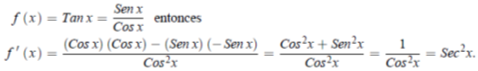 f (x) = Tan x = Sen x / Cos x entonces
f ' (x) = (Cos x) (Cos x) − (Sen x) (− Sen x) / Cos²x = Cos²x + Sen²x / Cos²x = 1 / Cos²x = Sec²x.